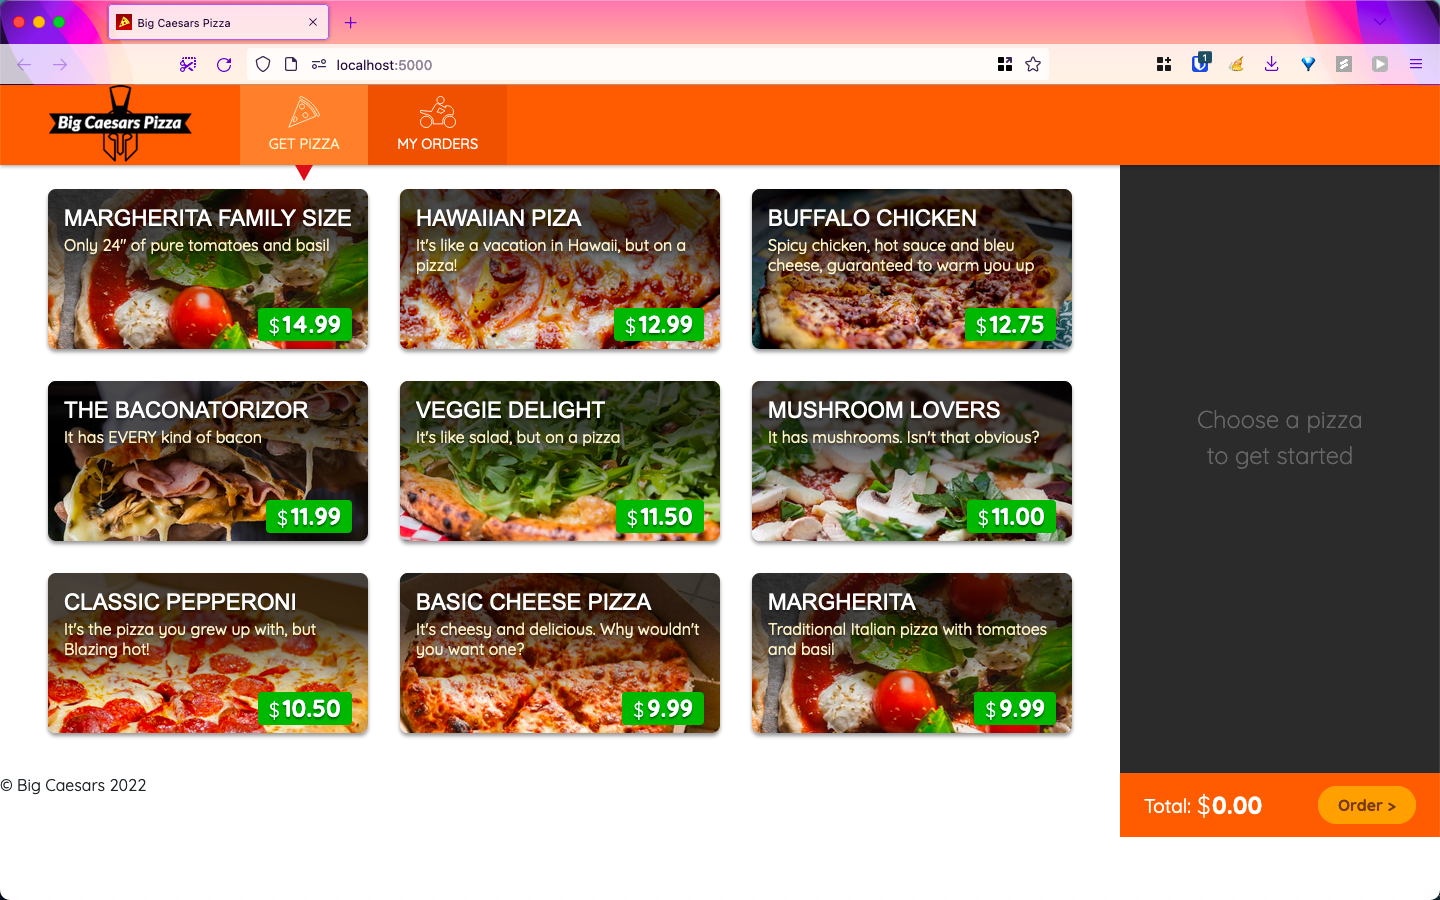 Big Caesars Pizza
localhost:5000
1
Big Caesars Pizza
GET PIZZA
MY ORDERS
MARGHERITA FAMILY SIZE
Only 24" of pure tomatoes and basil
$14.99
HAWAIIAN PIZA
It's like a vacation in Hawaii, but on a
pizza!
$12.99
BUFFALO CHICKEN
Spicy chicken, hot sauce and bleu
cheese, guaranteed to warm you up
$12.75
THE BACONATORIZOR
It has EVERY kind of bacon
$11.99
VEGGIE DELIGHT
It's like salad, but on a pizza
$11.50
MUSHROOM LOVERS
It has mushrooms. Isn't that obvious?
$11.00
CLASSIC PEPPERONI
It's the pizza you grew up with, but
Blazing hot!
$10.50
BASIC CHEESE PIZZA
It's cheesy and delicious. Why wouldn't
you want one?
$9.99
MARGHERITA
Traditional Italian pizza with tomatoes
and basil
$9.99
Choose a pizza
to get started
Total: $0.00
Order >
© Big Caesars 2022